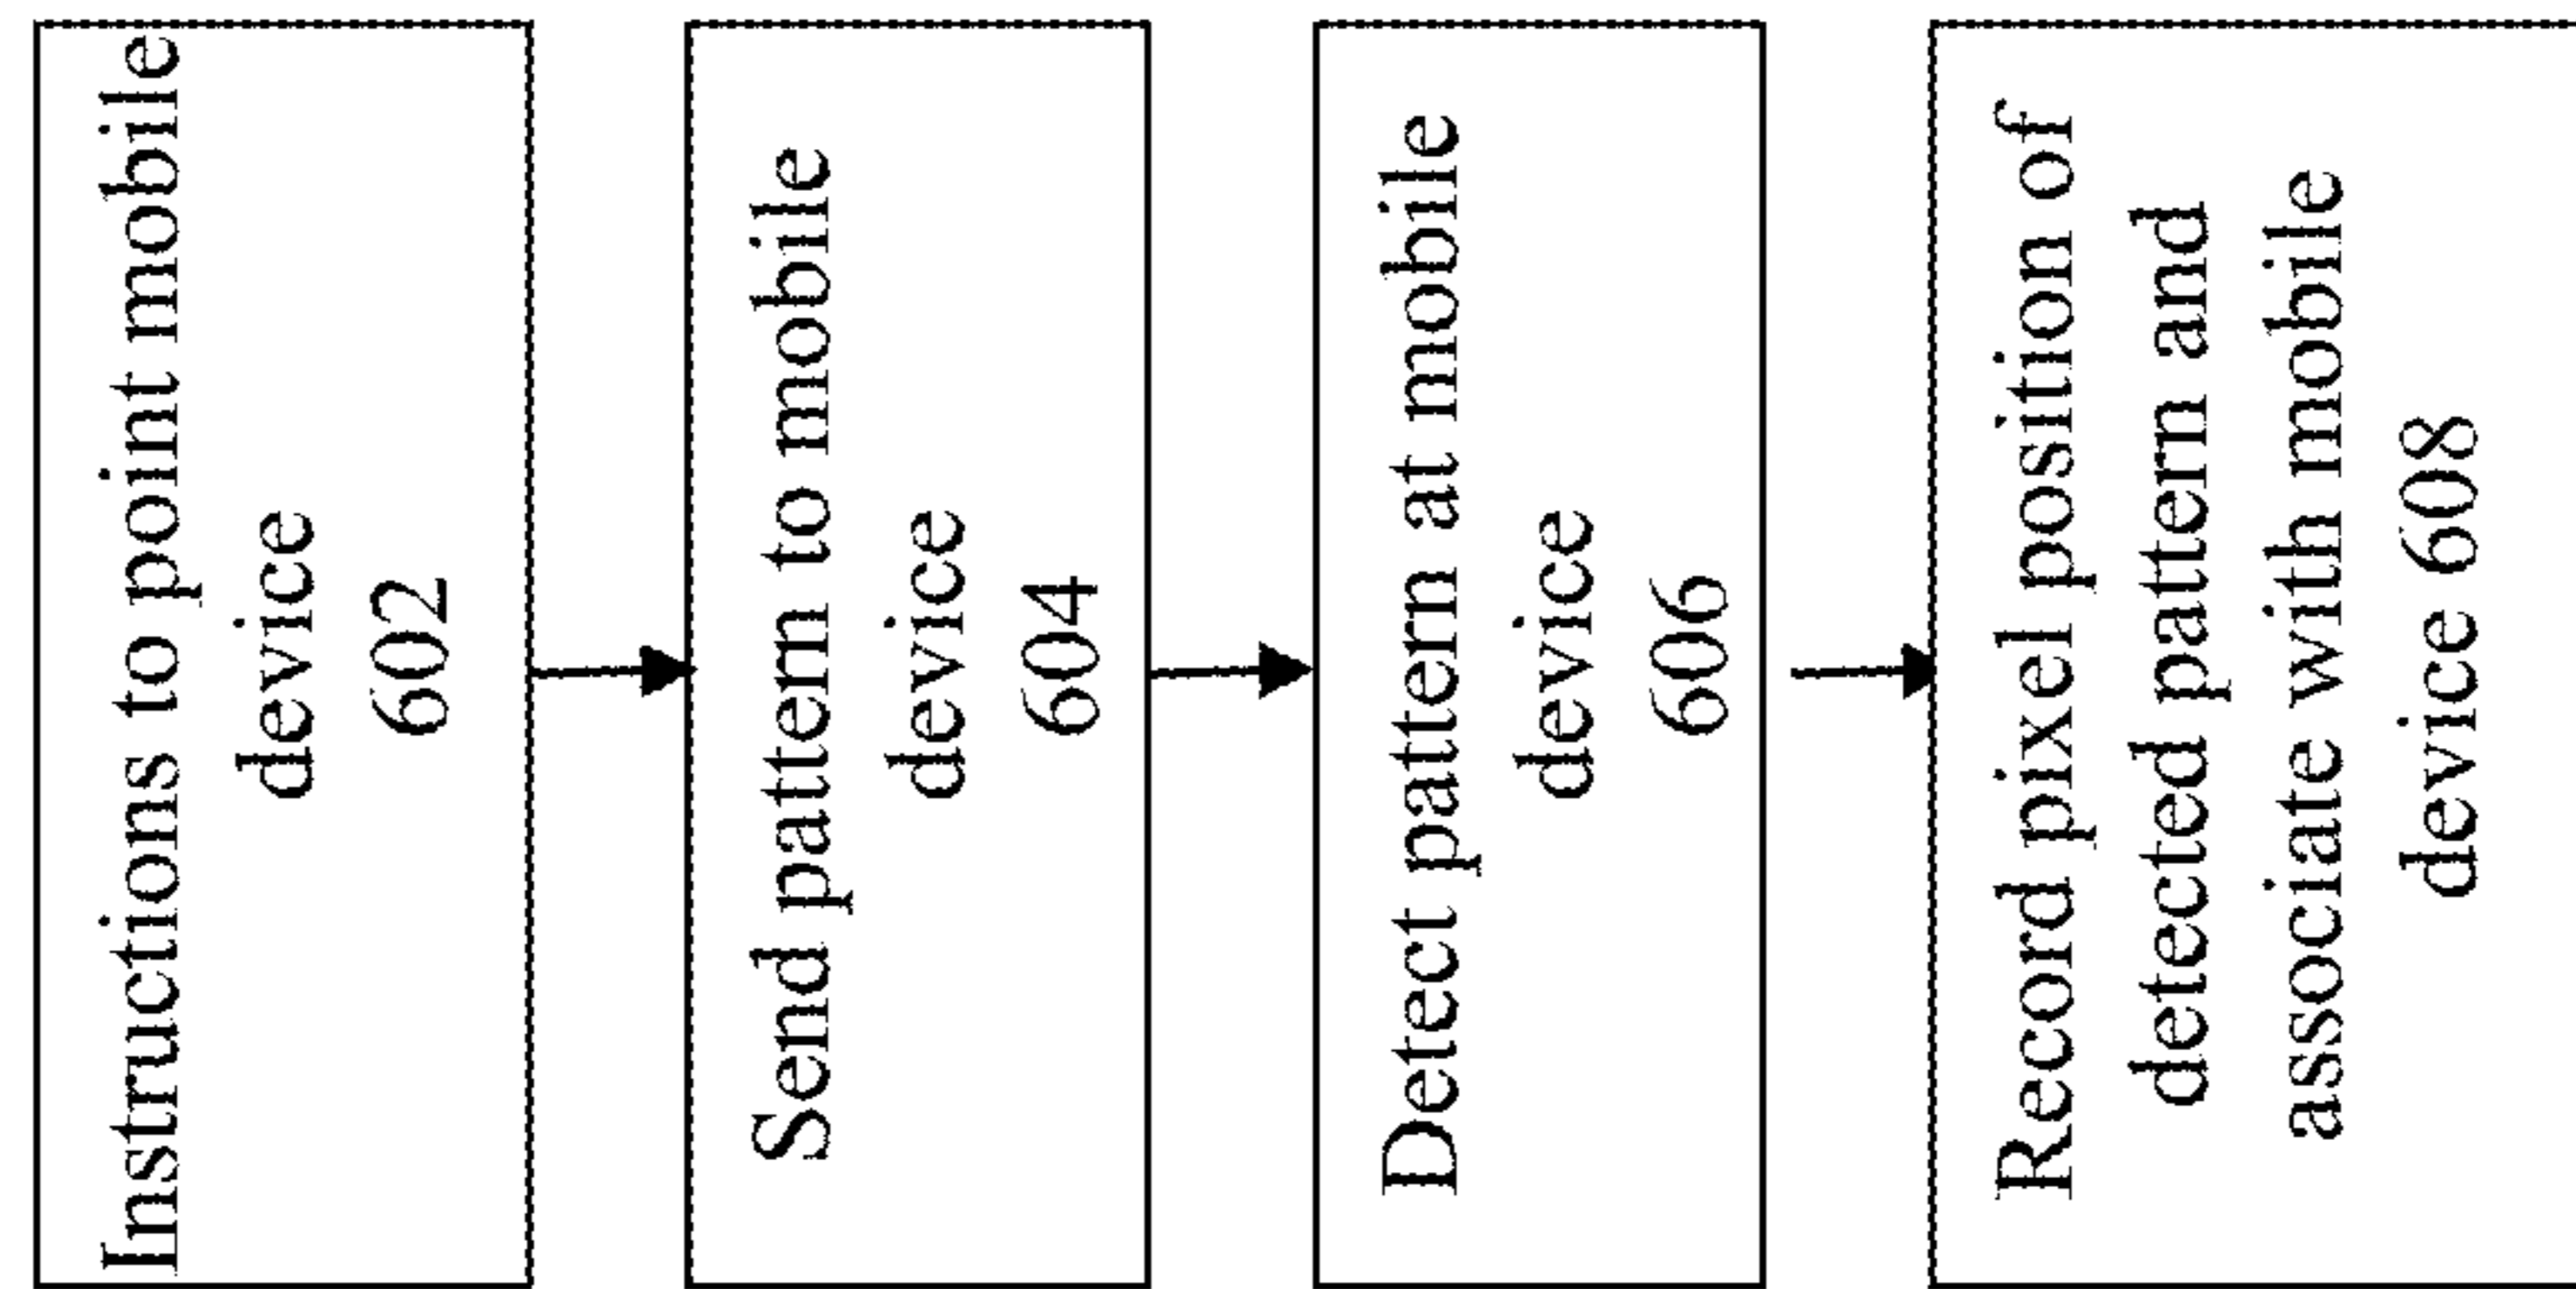 Instructions to point mobile
device
602
Send pattern to mobile
device
604
Detect pattern at mobile
device
606
Record pixel position of
detected pattern and
associate with mobile
device 608